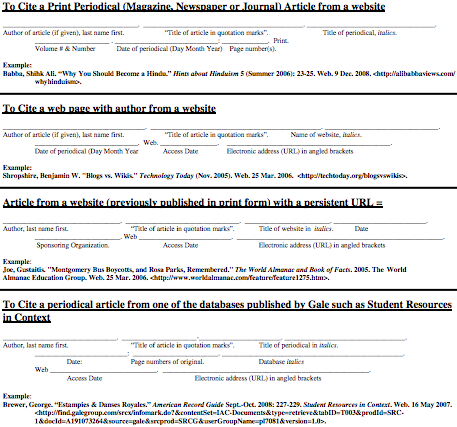 To Cite a Print Periodical (Magazine, Newspaper or Journal) Article from a website
Author of article (if given), last name first. "Title of article in quotation marks". Title of periodical, italics.
. Print.
Volume # & Number Date of periodical (Day Month Year) Page number(s).
Example:
Babba, Shihk Ali. "Why You Should Become a Hindu." Hints about Hinduism 5 (Summer 2006): 23-25. Web. 9 Dec. 2008. <http://alibabbaviews.com/
whyhinduism>.
To Cite a web page with author from a website
Author of article (if given), last name first. "Title of article in quotation marks". Name of website, italics.
. Web.
Date of periodical (Day Month Year Access Date Electronic address (URL) in angled brackets
Example:
Shropshire, Benjamin W. "Blogs vs. Wikis." Technology Today (Nov. 2005). Web. 25 Mar. 2006. <http://techtoday.org/blogsvswikis>.
Article from a website (previously published in print form) with a persistent URL =
Author, last name first. "Title of article in quotation marks". Title of website in italics. Date
. Web
Sponsoring Organization. Access Date Electronic address (URL) in angled brackets
Example:
Joe, Gustaitis. "Montgomery Bus Boycotts, and Rosa Parks, Remembered." The World Almanac and Book of Facts. 2005. The World
Almanac Education Group. Web. 25 Mar. 2006. <http://www.worldalmanac.com/feature/feature1275.htm>.
To Cite a periodical article from one of the databases published by Gale such as Student Resources
in Context
Author, last name first. "Title of article in quotation marks". Title of periodical in italics.
Date: Page numbers of original. Database italics
Web
Access Date Electronic address (URL) in angled brackets
Example:
Brewer, George. "Estampies & Danses Royales." American Record Guide Sept.-Oct. 2008: 227-229. Student Resources in Context. Web. 16 May 2007.
<http://find.galegroup.com/srcx/infomark.do?&contentSet=IAC-Documents&type=retrieve&tabID=T003&prodId=SRC-
1&docId=A191073264&source=gale&srcprod=SRCG&userGroupName=pl7081&version=1.0>.